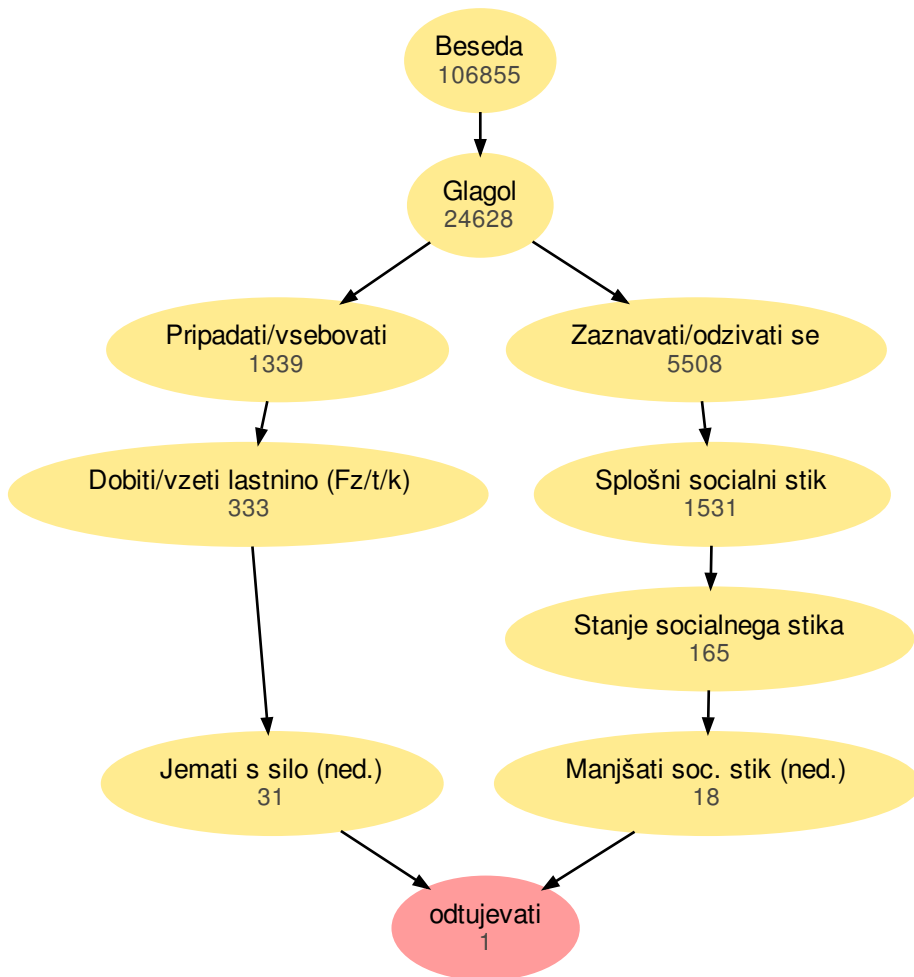 Beseda
106855
Glagol
24628
Pripadati/vsebovati
1339
Zaznavati/odzivati se
5508
Dobiti/vzeti lastnino (Fz/t/k)
333
Splošni socialni stik
1531
Stanje socialnega stika
165
Jemati s silo (ned.)
31
Manjšati soc. stik (ned.)
18
odtujevati
1